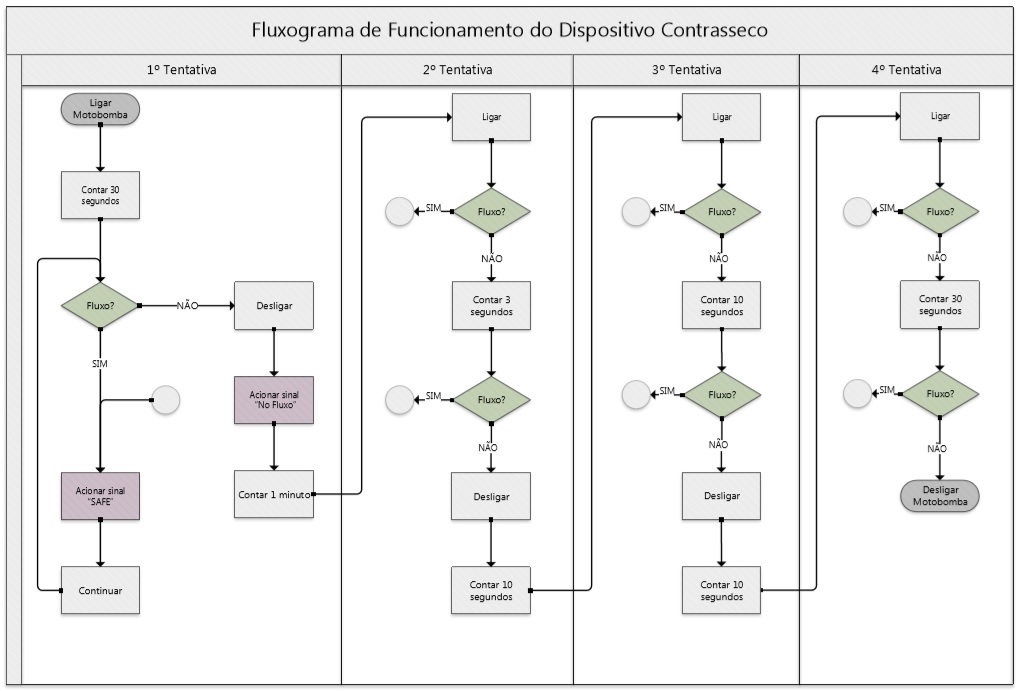 Fluxograma de Funcionamento do Dispositivo Contrasseco
1º Tentativa
2º Tentativa
3º Tentativa
4º Tentativa
Ligar
Motobomba
Contar 30
segundos
Fluxo?
NÃO
Desligar
SIM
Acionar sinal
"No Fluxo"
Contar 1 minuto
Acionar sinal
"SAFE"
Continuar
Ligar
Fluxo?
SIM
NÃO
Contar 3
segundos
Fluxo?
SIM
NÃO
Desligar
Contar 10
segundos
Ligar
Fluxo?
SIM
NÃO
Contar 10
segundos
Fluxo?
SIM
NÃO
Desligar
Contar 10
segundos
Ligar
Fluxo?
SIM
NÃO
Contar 30
segundos
Fluxo?
SIM
NÃO
Desligar
Motobomba